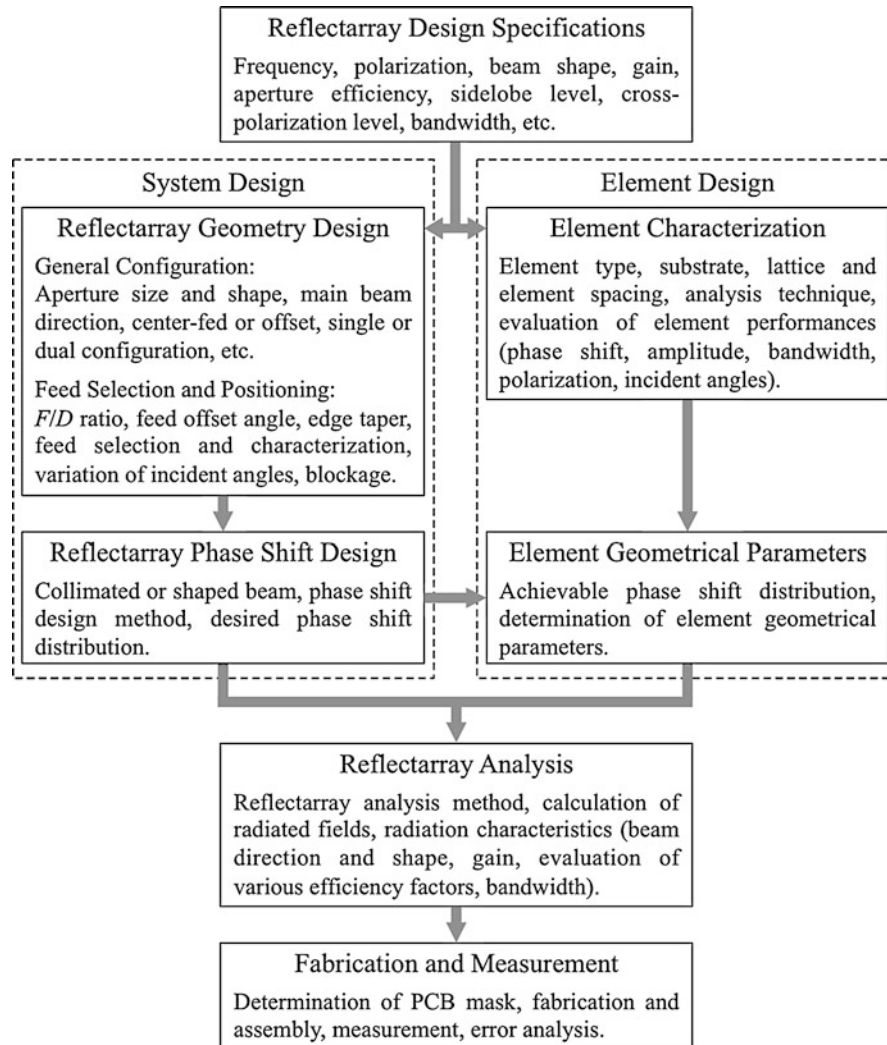 Reflectarray Design Specifications
Frequency, polarization, beam shape, gain,
aperture efficiency, sidelobe level, cross-
polarization level, bandwidth, etc.
System Design
Reflectarray Geometry Design
General Configuration:
Aperture size and shape, main beam
direction, center-fed or offset, single or
dual configuration, etc.
Feed Selection and Positioning:
F/D ratio, feed offset angle, edge taper,
feed selection and characterization,
variation of incident angles, blockage.
Reflectarray Phase Shift Design
Collimated or shaped beam, phase shift
design method, desired phase shift
distribution.
Element Design
Element Characterization
Element type, substrate, lattice and
element spacing, analysis technique,
evaluation of element performances
(phase shift, amplitude, bandwidth,
polarization, incident angles).
Element Geometrical Parameters
Achievable phase shift distribution,
determination of element geometrical
parameters.
Reflectarray Analysis
Reflectarray analysis method, calculation of
radiated fields, radiation characteristics (beam
direction and shape, gain, evaluation of
various efficiency factors, bandwidth).
Fabrication and Measurement
Determination of PCB mask, fabrication and
assembly, measurement, error analysis.